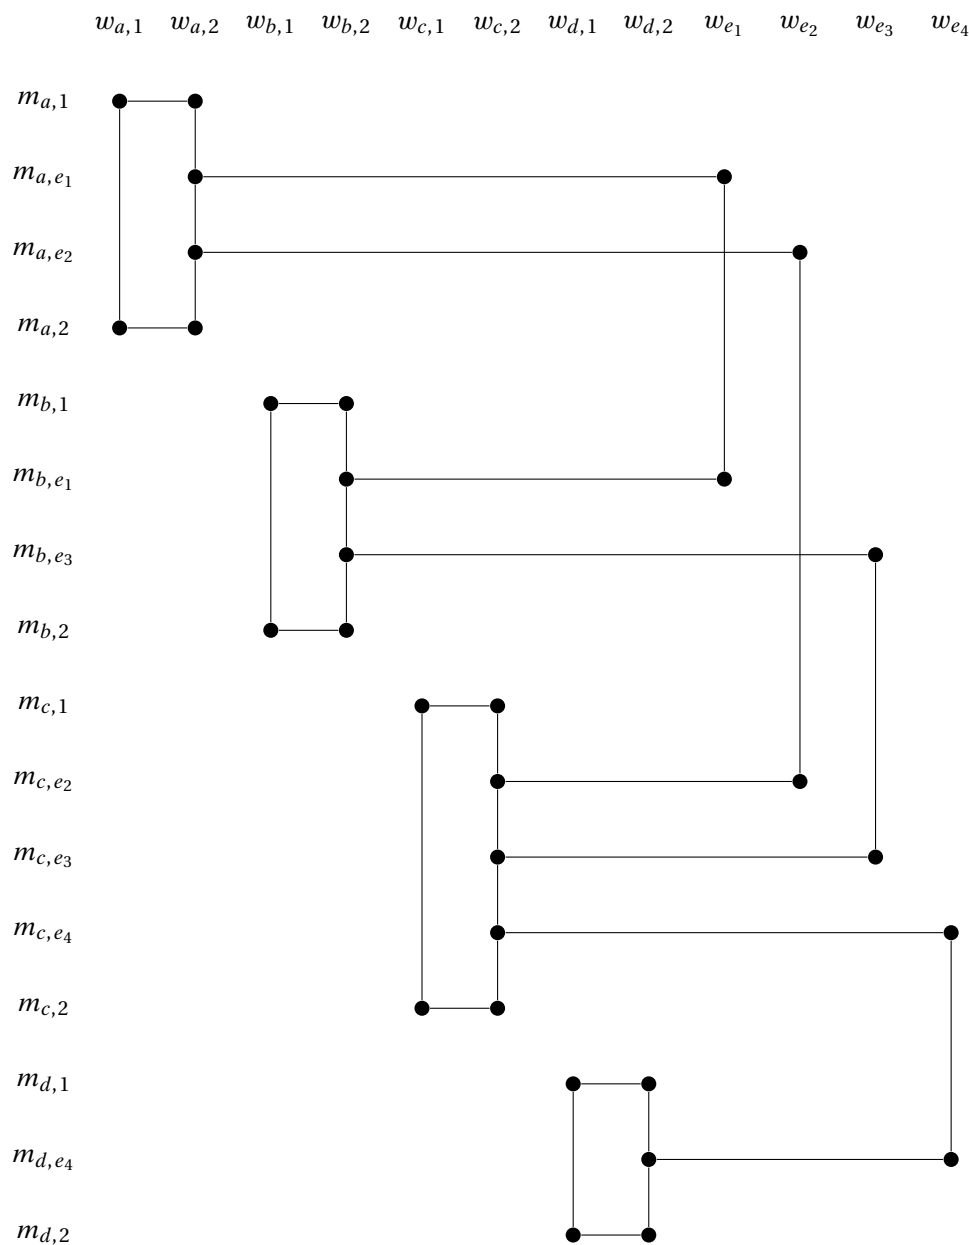 w_{a,1} w_{a,2} w_{b,1} w_{b,2} w_{c,1} w_{c,2} w_{d,1} w_{d,2} w_{e_1} w_{e_2} w_{e_3} w_{e_4}
m_{a,1}
m_{a,e_1}
m_{a,e_2}
m_{a,2}
m_{b,1}
m_{b,e_1}
m_{b,e_3}
m_{b,2}
m_{c,1}
m_{c,e_2}
m_{c,e_3}
m_{c,e_4}
m_{c,2}
m_{d,1}
m_{d,e_4}
m_{d,2}